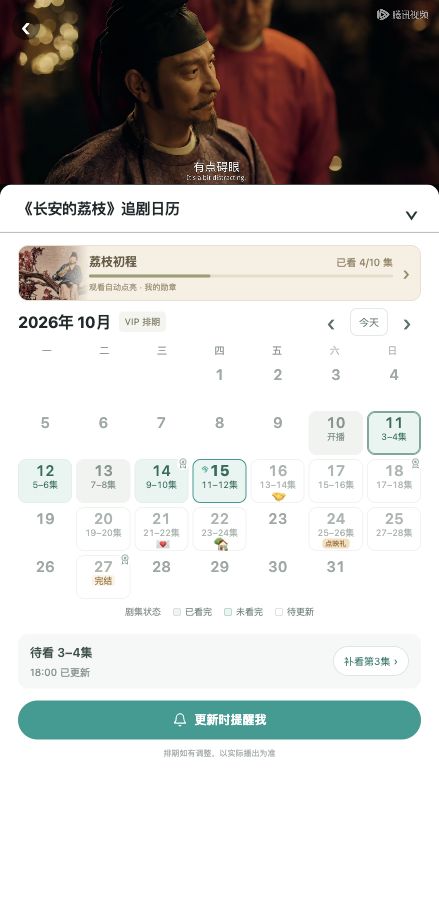 腾讯视频
有点碍眼
It's a bit distracting.
《长安的荔枝》追剧日历
荔枝初程
已看 4/10 集
观看自动点亮 · 我的勋章
2026年 10月 VIP 排期 今天
一 二 三 四 五 六 日
1 2 3 4
5 6 7 8 9 10 11
开播 3–4集
12 13 14 15 16 17 18
5–6集 7–8集 9–10集 11–12集 13–14集 15–16集 17–18集
19 20 21 22 23 24 25
19–20集 21–22集 23–24集 25–26集 27–28集
点映礼
26 27 28 29 30 31
完结
剧集状态 已看完 未看完 待更新
待看 3–4集
18:00 已更新
补看第3集 ›
更新时提醒我
排期如有调整，以实际播出为准